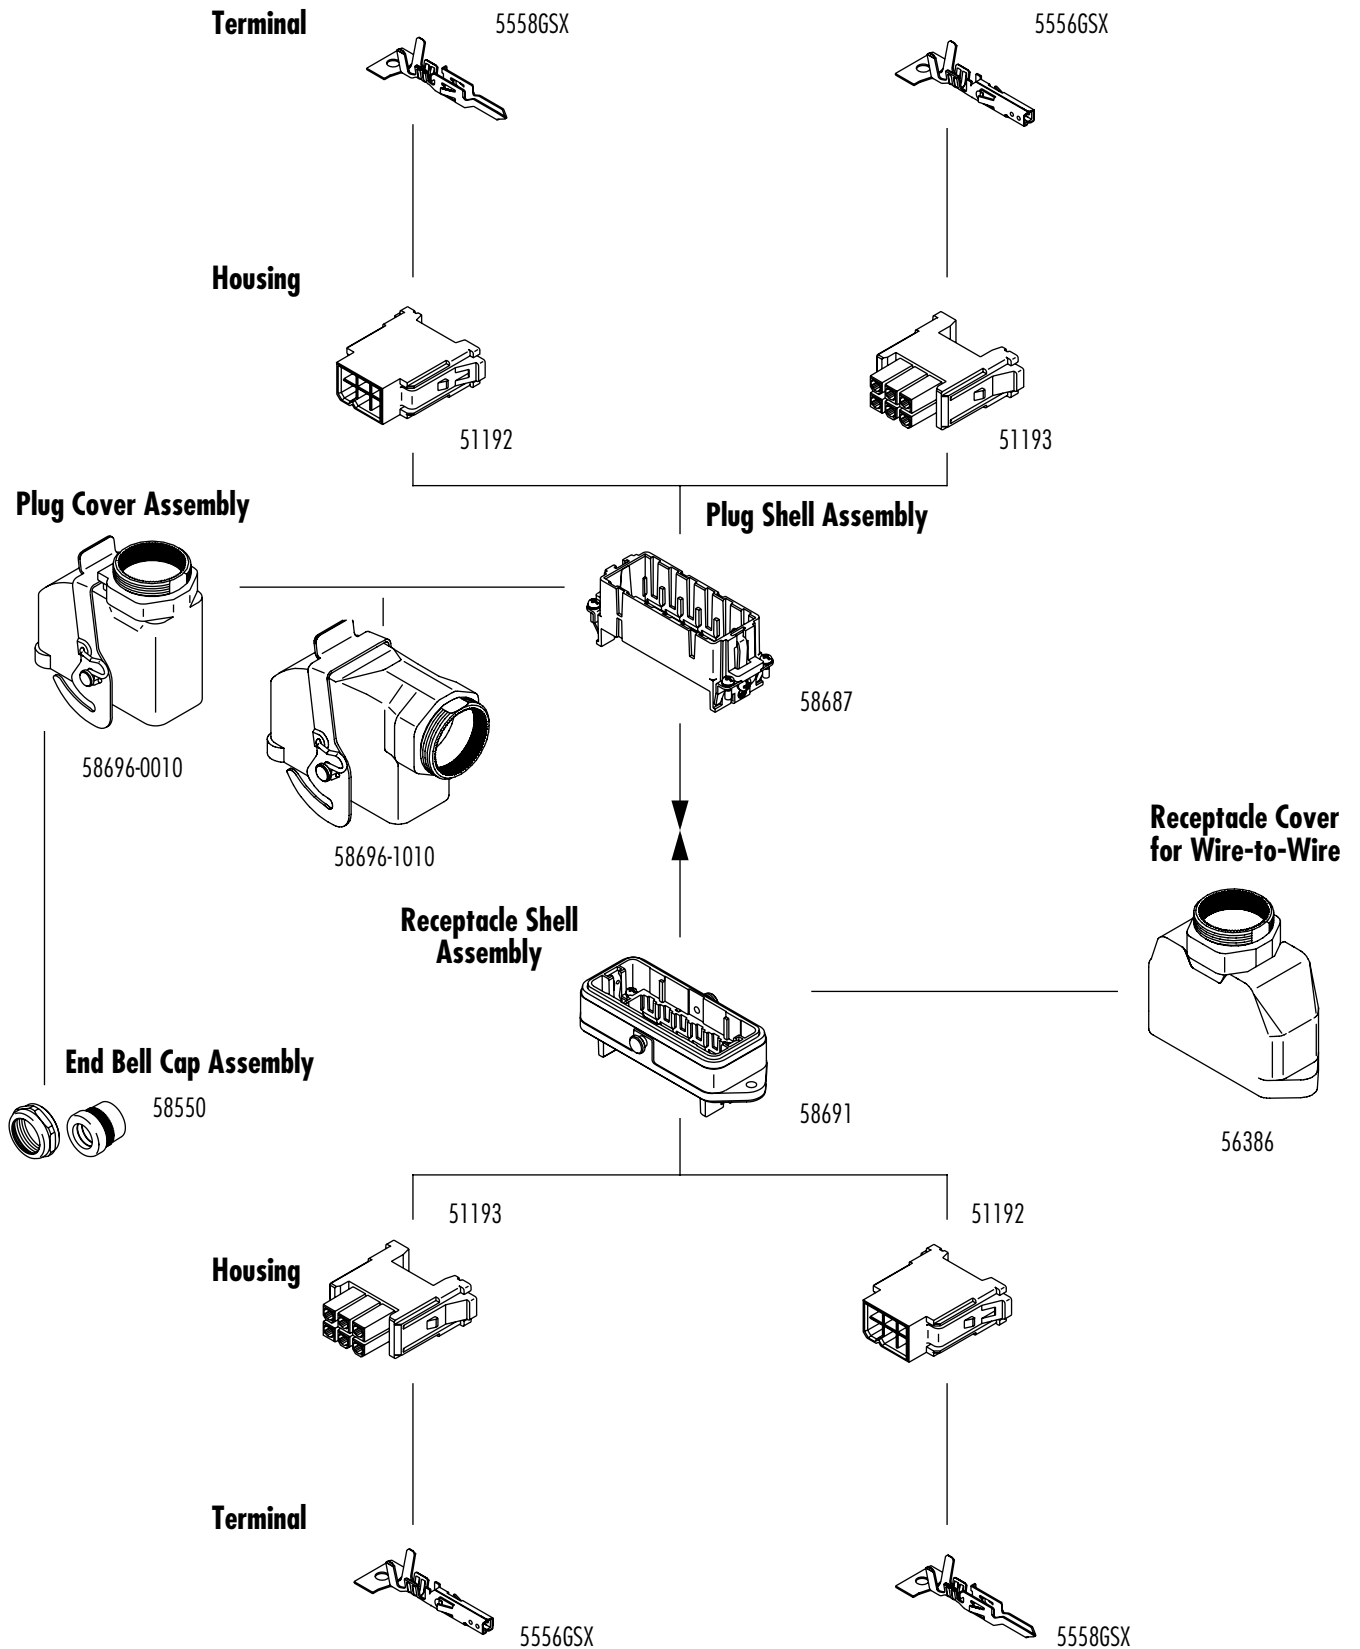 Terminal
5558GSX
5556GSX
Housing
51192
51193
Plug Cover Assembly
Plug Shell Assembly
58687
58696-0010
58696-1010
Receptacle Cover
for Wire-to-Wire
Receptacle Shell
Assembly
End Bell Cap Assembly
58550
58691
56386
51193
51192
Housing
Terminal
5556GSX
5558GSX